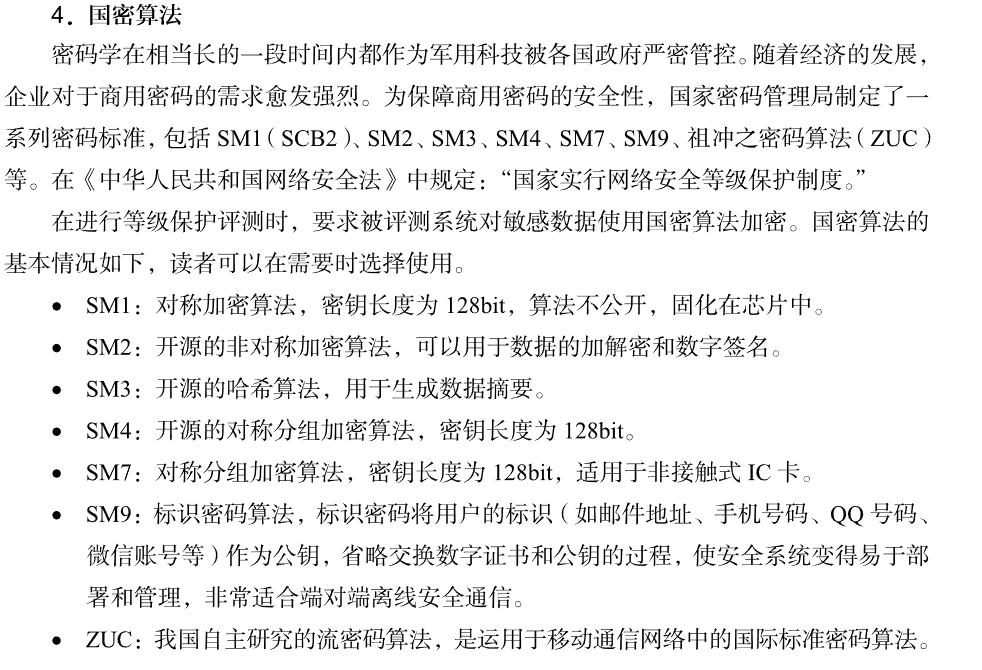 4．国密算法
密码学在相当长的一段时间内都作为军用科技被各国政府严密管控。随着经济的发展，
企业对于商用密码的需求愈发强烈。为保障商用密码的安全性，国家密码管理局制定了一
系列密码标准，包括 SM1（SCB2）、SM2、SM3、SM4、SM7、SM9、祖冲之密码算法（ZUC）
等。在《中华人民共和国网络安全法》中规定：“国家实行网络安全等级保护制度。”
在进行等级保护评测时，要求被评测系统对敏感数据使用国密算法加密。国密算法的
基本情况如下，读者可以在需要时选择使用。
• SM1：对称加密算法，密钥长度为 128bit，算法不公开，固化在芯片中。
• SM2：开源的非对称加密算法，可以用于数据的加解密和数字签名。
• SM3：开源的哈希算法，用于生成数据摘要。
• SM4：开源的对称分组加密算法，密钥长度为 128bit。
• SM7：对称分组加密算法，密钥长度为 128bit，适用于非接触式 IC 卡。
• SM9：标识密码算法，标识密码将用户的标识（如邮件地址、手机号码、QQ 号码、
微信账号等）作为公钥，省略交换数字证书和公钥的过程，使安全系统变得易于部
署和管理，非常适合端对端离线安全通信。
• ZUC：我国自主研究的流密码算法，是运用于移动通信网络中的国际标准密码算法。